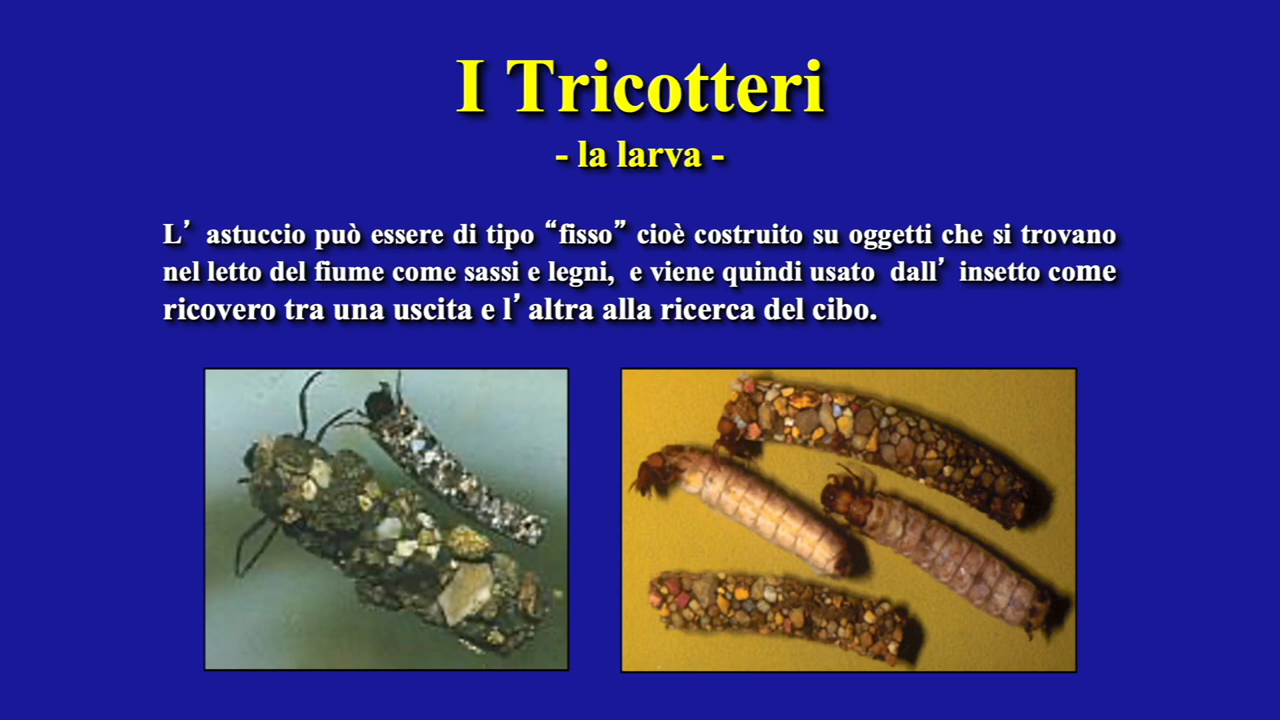 I Tricotteri
- la larva -
L’ astuccio può essere di tipo “fisso” cioè costruito su oggetti che si trovano
nel letto del fiume come sassi e legni, e viene quindi usato dall’ insetto come
ricovero tra una uscita e l’ altra alla ricerca del cibo.